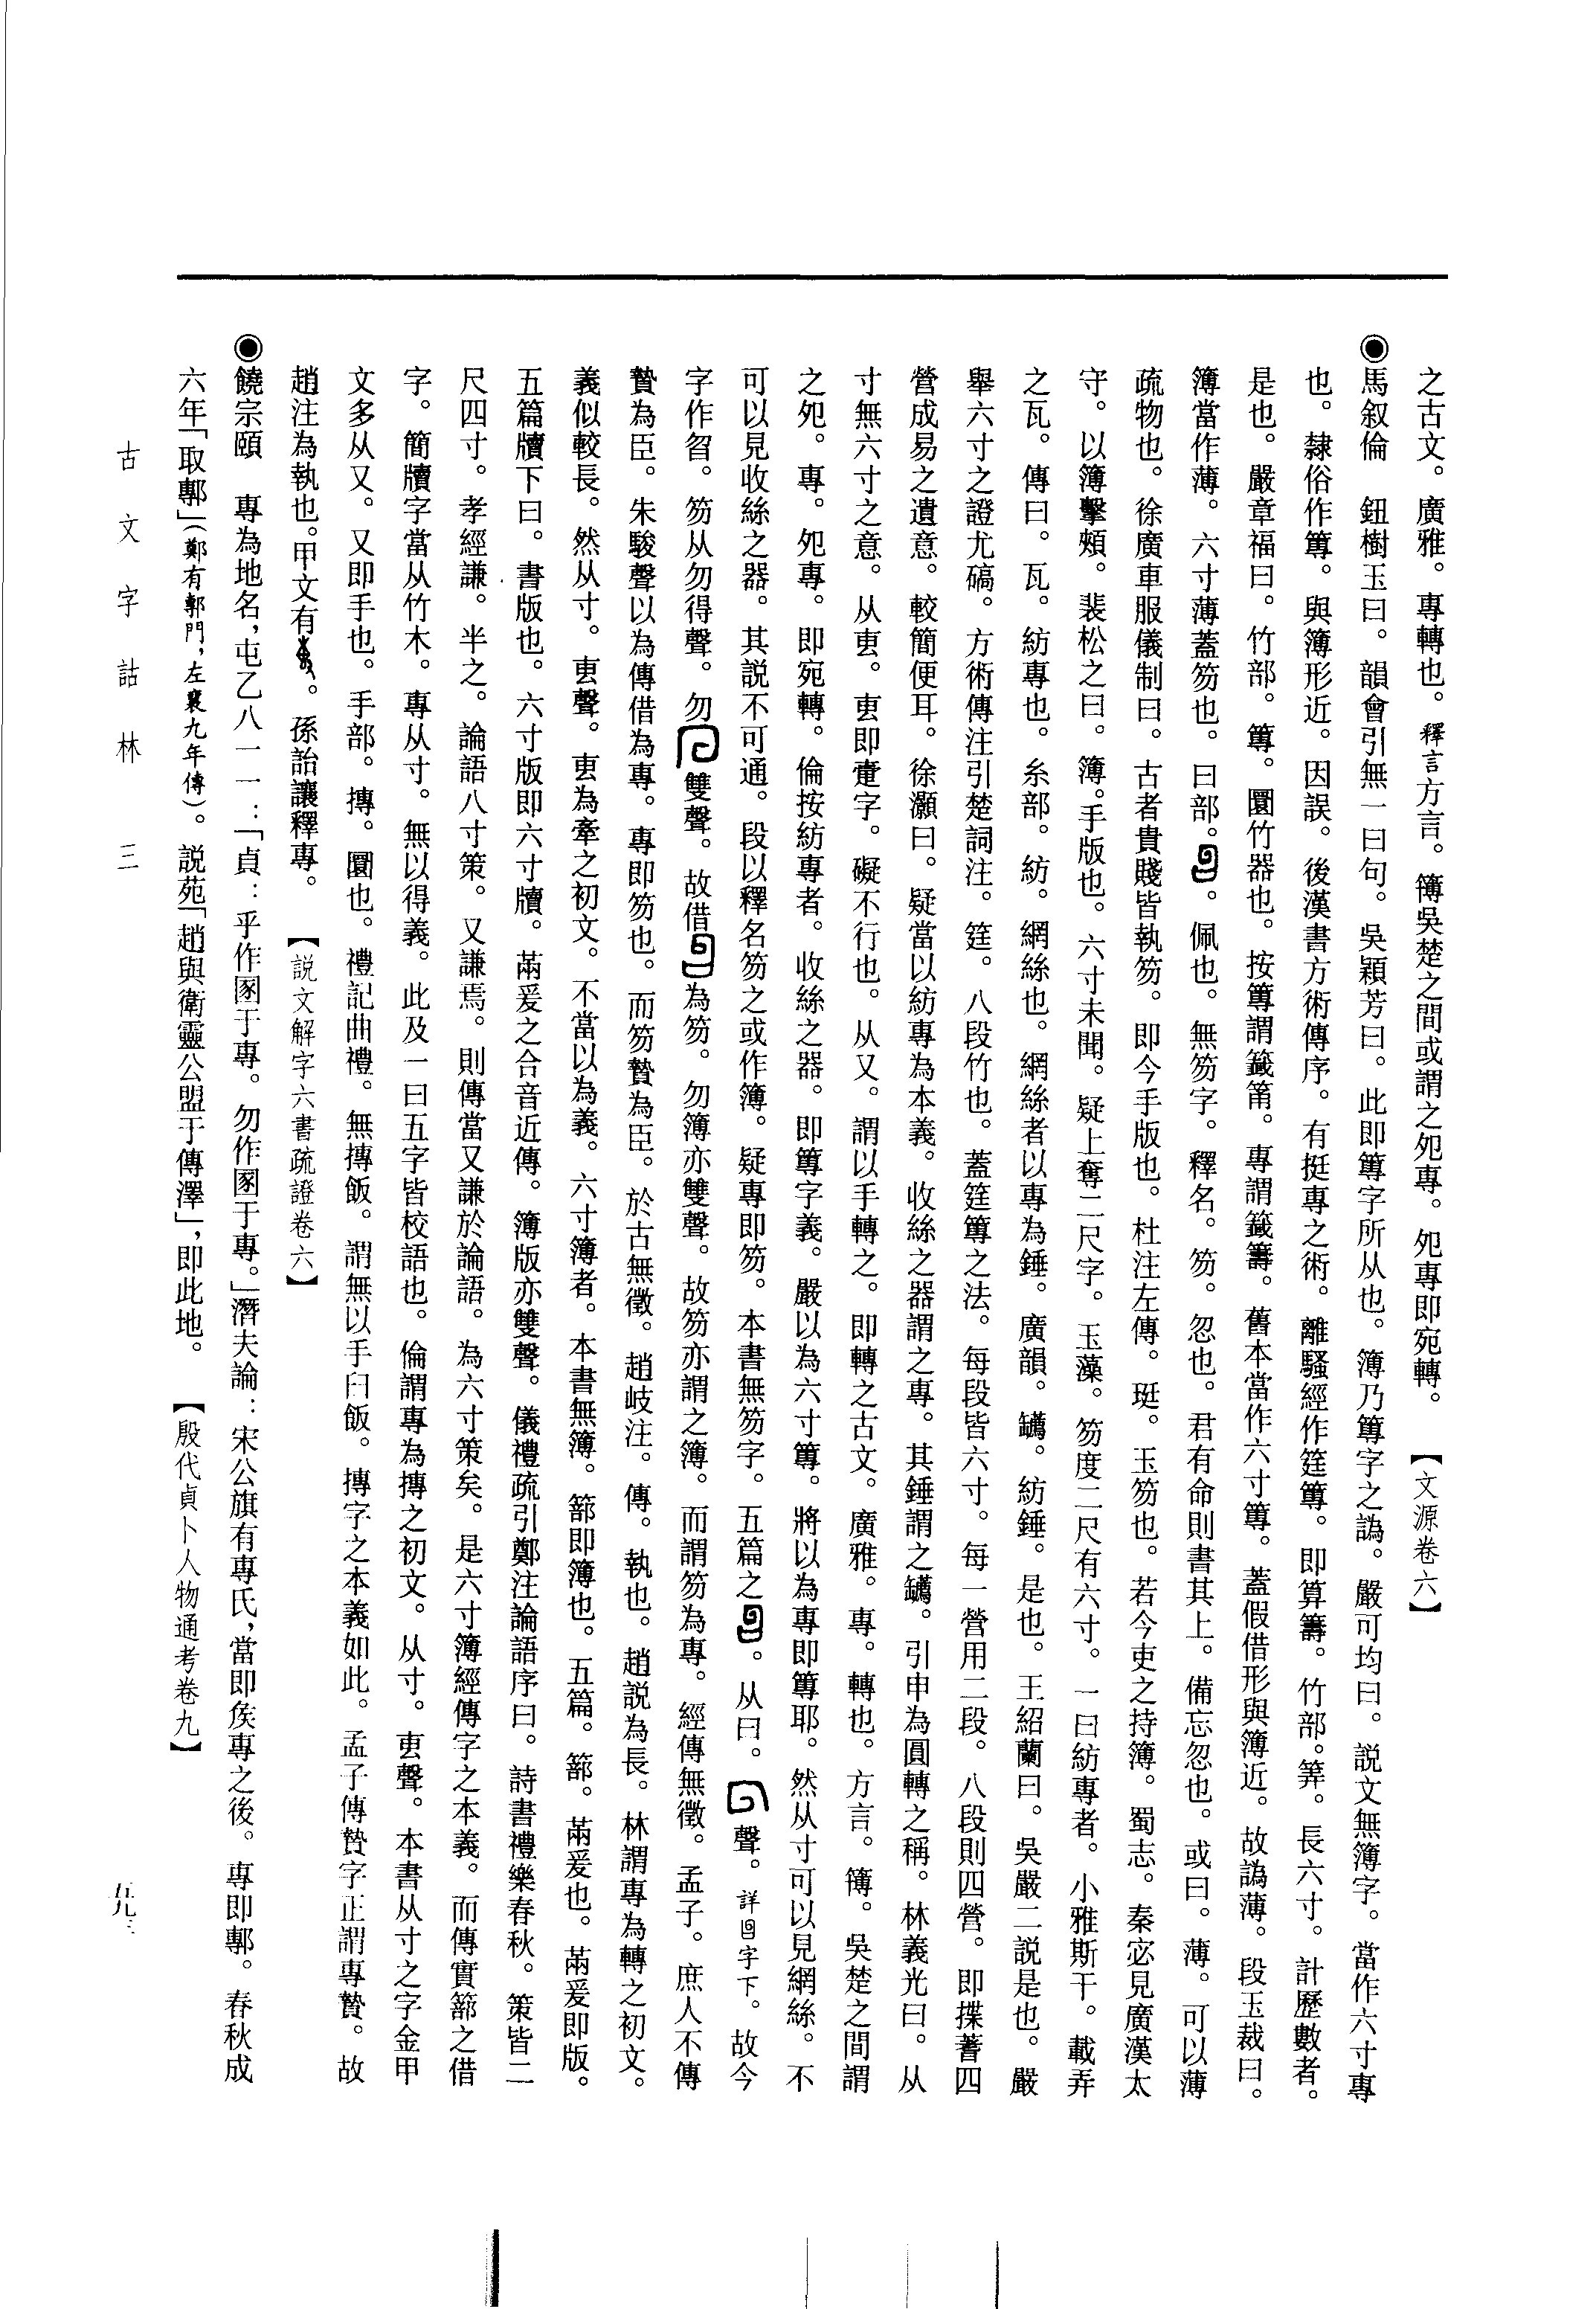 之古文。廣雅。專轉也。釋言方言。簙吳楚之間或謂之夗專。夗專即宛轉。【文源卷六】
◉馬叙倫　鈕樹玉曰。韻會引無一曰句。吳穎芳曰。此即篿字所从也。簿乃篿字之譌。嚴可均曰。說文無簿字。當作六寸專
也。隸俗作篿。與簿形近。因誤。後漢書方術傳序。有挺專之術。離騷經作筳篿。即算籌。竹部。筭。長六寸。計歷數者。
是也。嚴章福曰。竹部。篿。圜竹器也。按篿謂籤筩。專謂籤籌。舊本當作六寸篿。蓋假借形與簿近。故譌薄。段玉裁曰。
簿當作薄。六寸薄蓋笏也。曰部。。佩也。無笏字。釋名。笏。忽也。君有命則書其上。備忘忽也。或曰。薄。可以薄
疏物也。徐廣車服儀制曰。古者貴賤皆執笏。即今手版也。杜注左傳。珽。玉笏也。若今吏之持簿。蜀志。秦宓見廣漢太
守。以簿擊頰。裴松之曰。簿。手版也。六寸未聞。疑上奪二尺字。玉藻。笏度二尺有六寸。一曰紡專者。小雅斯干。載弄
之瓦。傳曰。瓦。紡專也。糸部。紡。網絲也。網絲者以專為錘。廣韻。䥯。紡錘。是也。王紹蘭曰。吳嚴二說是也。嚴
舉六寸之證尤碻。方術傳注引楚詞注。筳。八段竹也。蓋筳篿之法。每段皆六寸。每一營用二段。八段則四營。即揲蓍四
營成易之遺意。較簡便耳。徐灝曰。疑當以紡專為本義。收絲之器謂之專。其錘謂之䥯。引申為圓轉之稱。林義光曰。从
寸無六寸之意。从叀。叀即疐字。礙不行也。从又。謂以手轉之。即轉之古文。廣雅。專。轉也。方言。簙。吳楚之間謂
之夗。專。夗專。即宛轉。倫按紡專者。收絲之器。即篿字義。嚴以為六寸篿。將以為專即篿耶。然从寸可以見網絲。不
可以見收絲之器。其說不可通。段以釋名笏之或作簿。疑專即笏。本書無笏字。五篇之。从曰。聲。詳字下。故今
字作曶。笏从勿得聲。勿雙聲。故借為笏。勿簿亦雙聲。故笏亦謂之簿。而謂笏為專。經傳無徵。孟子。庶人不傳
贄為臣。朱駿聲以為傳借為專。專即笏也。而笏贄為臣。於古無徵。趙岐注。傳。執也。趙說為長。林謂專為轉之初文。
義似較長。然从寸。叀聲。叀為牽之初文。不當以為義。六寸簿者。本書無簿。篰即簿也。五篇。篰。㒼爰也。㒼爰即版。
五篇牘下曰。書版也。六寸版即六寸牘。㒼爰之合音近傳。簿版亦雙聲。儀禮疏引鄭注論語序曰。詩書禮樂春秋。策皆二
尺四寸。孝經謙。半之。論語八寸策。又謙焉。則傳當又謙於論語。為六寸策矣。是六寸簿經傳字之本義。而傳實篰之借
字。簡牘字當从竹木。專从寸。無以得義。此及一曰五字皆校語也。倫謂專為摶之初文。从寸。叀聲。本書从寸之字金甲
文多从又。又即手也。手部。摶。圜也。禮記曲禮。無摶飯。謂無以手臼飯。摶字之本義如此。孟子傳贄字正謂專贄。故
趙注為執也。甲文有。孫詒讓釋專。【說文解字六書疏證卷六】
◉饒宗頤　專為地名，屯乙八一一：「貞：乎作圂于專。勿作圂于專。」潛夫論：宋公旗有專氏，當即矦專之後。專即鄟。春秋成
六年「取鄟」（鄭有鄟門，左襄九年傳）。說苑「趙與衛靈公盟于傳澤」，即此地。【殷代貞卜人物通考卷九】
古文字詁林　三
五九三